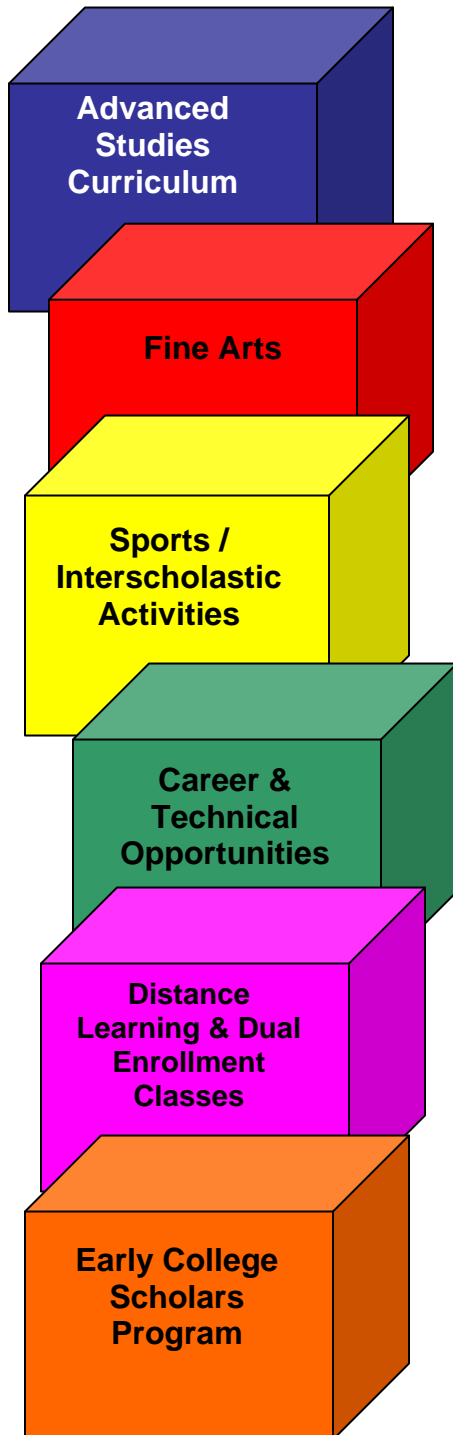 Advanced
Studies
Curriculum
Fine Arts
Sports /
Interscholastic
Activities
Career &
Technical
Opportunities
Distance
Learning & Dual
Enrollment
Classes
Early College
Scholars
Program